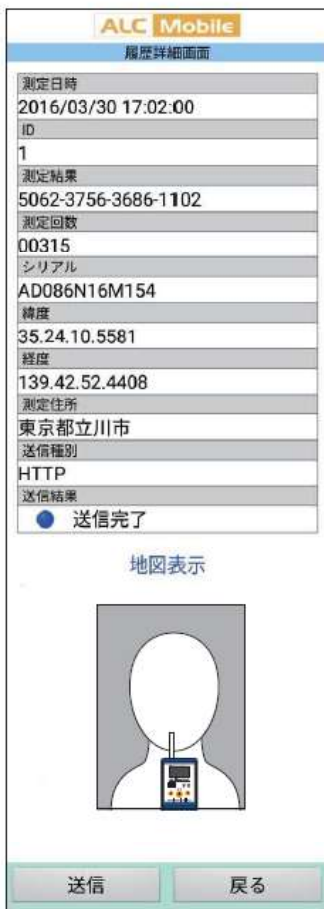 ALC Mobile
履歴詳細画面
測定日時
2016/03/30 17:02:00
ID
1
測定結果
5062-3756-3686-1102
測定回数
00315
シリアル
AD086N16M154
緯度
35.24.10.5581
経度
139.42.52.4408
測定住所
東京都立川市
送信種別
HTTP
送信結果
送信完了
地図表示
送信 戻る